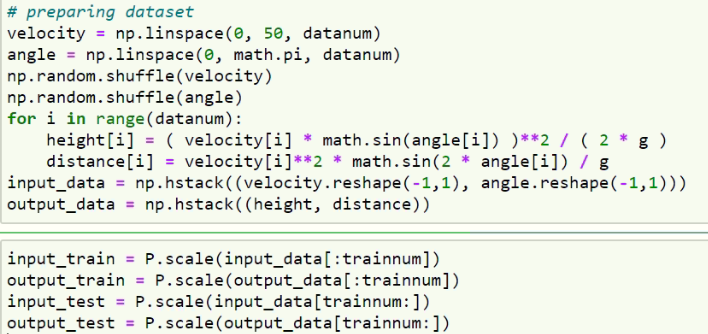 # preparing dataset
velocity = np.linspace(0, 50, datanum)
angle = np.linspace(0, math.pi, datanum)
np.random.shuffle(velocity)
np.random.shuffle(angle)
for i in range(datanum):
    height[i] = ( velocity[i] * math.sin(angle[i]) )**2 / ( 2 * g )
    distance[i] = velocity[i]**2 * math.sin(2 * angle[i]) / g
input_data = np.hstack((velocity.reshape(-1,1), angle.reshape(-1,1)))
output_data = np.hstack((height, distance))
input_train = P.scale(input_data[:trainnum])
output_train = P.scale(output_data[:trainnum])
input_test = P.scale(input_data[trainnum:])
output_test = P.scale(output_data[trainnum:])